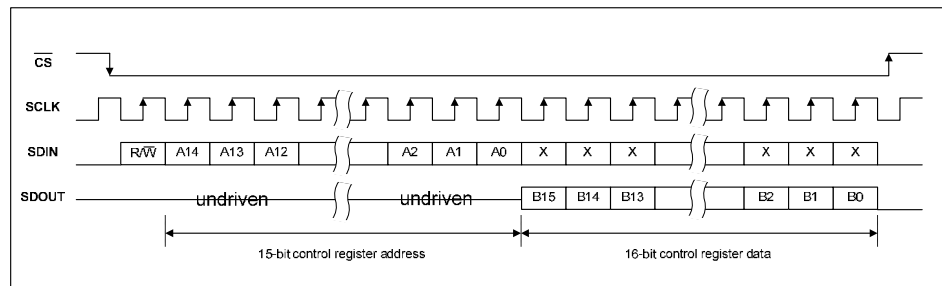 CS
SCLK
SDIN R/W A14 A13 A12 A2 A1 A0 X X X X X X
SDOUT undriven undriven B15 B14 B13 B2 B1 B0
15-bit control register address 16-bit control register data